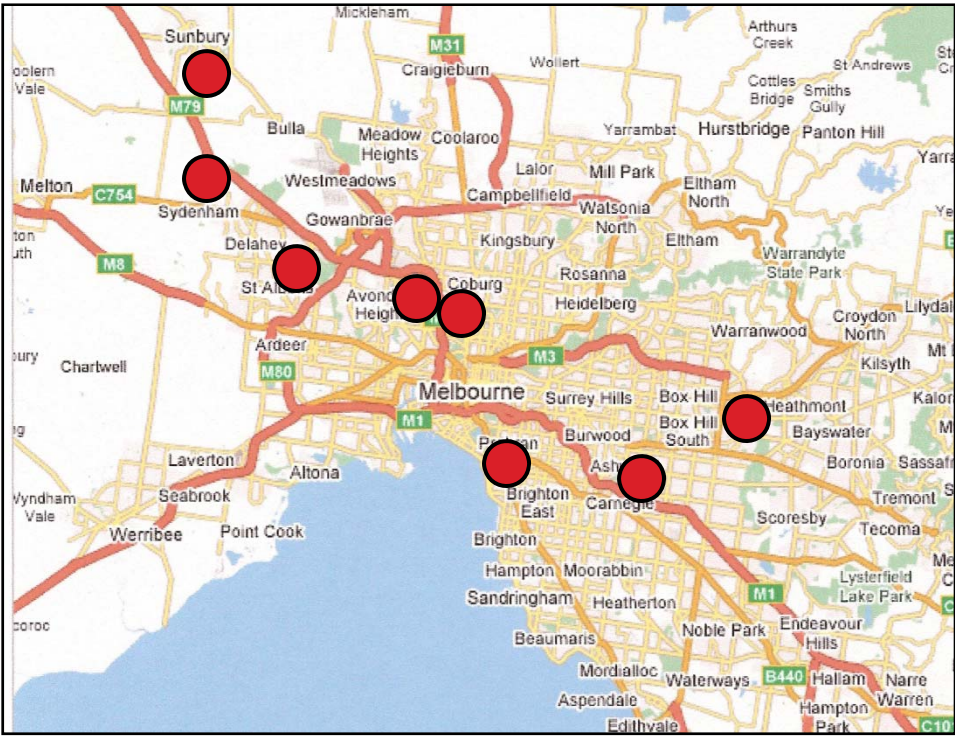 Mickleham
Sunbury
M31
Arthurs
Creek
Craigieburn
Wollert
St Andrews
Vale
Cottles
Bridge
Smiths
Gully
M79
Bulla
Meadow
Heights
Coolaroo
Yarrambat
Hurstbridge
Panton Hill
Lalor
Mill Park
Westmeadows
Melton
C754
Campbellfield
Eltham
North
Sydenham
Gowanbrae
Watsonia
North
Delahey
Kingsbury
Eltham
M8
Warrandyte
State Park
Rosanna
Coburg
Heidelberg
Croydon
North
Warranwood
Ardeer
M3
Kilsyth
Chartwell
M80
Melbourne
Surrey Hills
Box Hill
Heathmont
M1
Box Hill
South
Burwood
Bayswater
Laverton
Altona
Boronia
Seabrook
Brighton
East
Carnegie
Tremont
Vale
Scoresby
Werribee
Point Cook
Tecoma
Brighton
Hampton
Moorabbin
Lysterfield
Lake Park
M1
Sandringham
Heatherton
Noble Park
Endeavour
Hills
Beaumaris
Mordialloc
Waterways
B440
Hallam
Narre
Warren
Aspendale
Hampton
Park
Edithvale